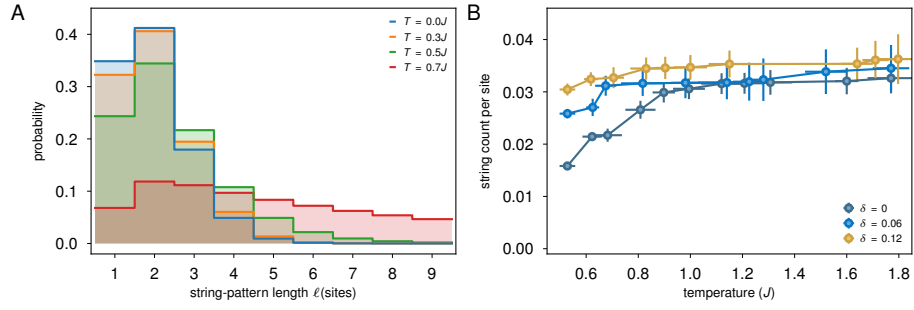 A
probability
0.4
0.3
0.2
0.1
0.0
T = 0.0J
T = 0.3J
T = 0.5J
T = 0.7J
1 2 3 4 5 6 7 8 9
string-pattern length ℓ(sites)
B
string count per site
0.04
0.03
0.02
0.01
0.00
δ = 0
δ = 0.06
δ = 0.12
0.6 0.8 1.0 1.2 1.4 1.6 1.8
temperature (J)